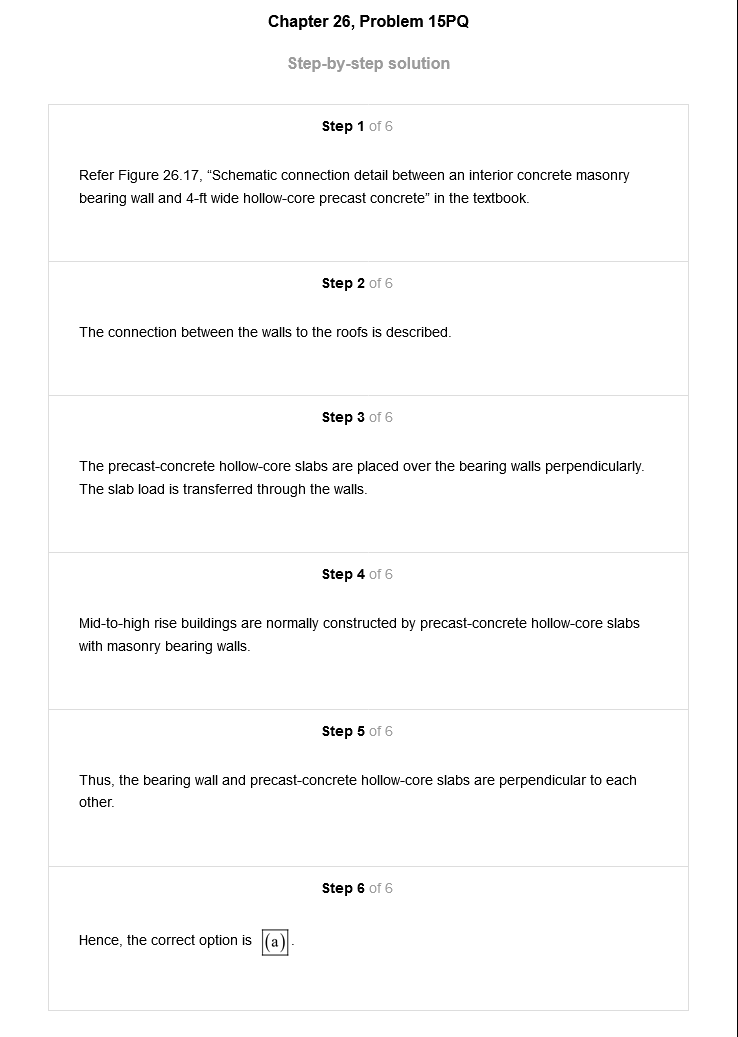 Chapter 26, Problem 15PQ
Step-by-step solution
Step 1 of 6
Refer Figure 26.17, “Schematic connection detail between an interior concrete masonry
bearing wall and 4-ft wide hollow-core precast concrete” in the textbook.
Step 2 of 6
The connection between the walls to the roofs is described.
Step 3 of 6
The precast-concrete hollow-core slabs are placed over the bearing walls perpendicularly.
The slab load is transferred through the walls.
Step 4 of 6
Mid-to-high rise buildings are normally constructed by precast-concrete hollow-core slabs
with masonry bearing walls.
Step 5 of 6
Thus, the bearing wall and precast-concrete hollow-core slabs are perpendicular to each
other.
Step 6 of 6
Hence, the correct option is (a).